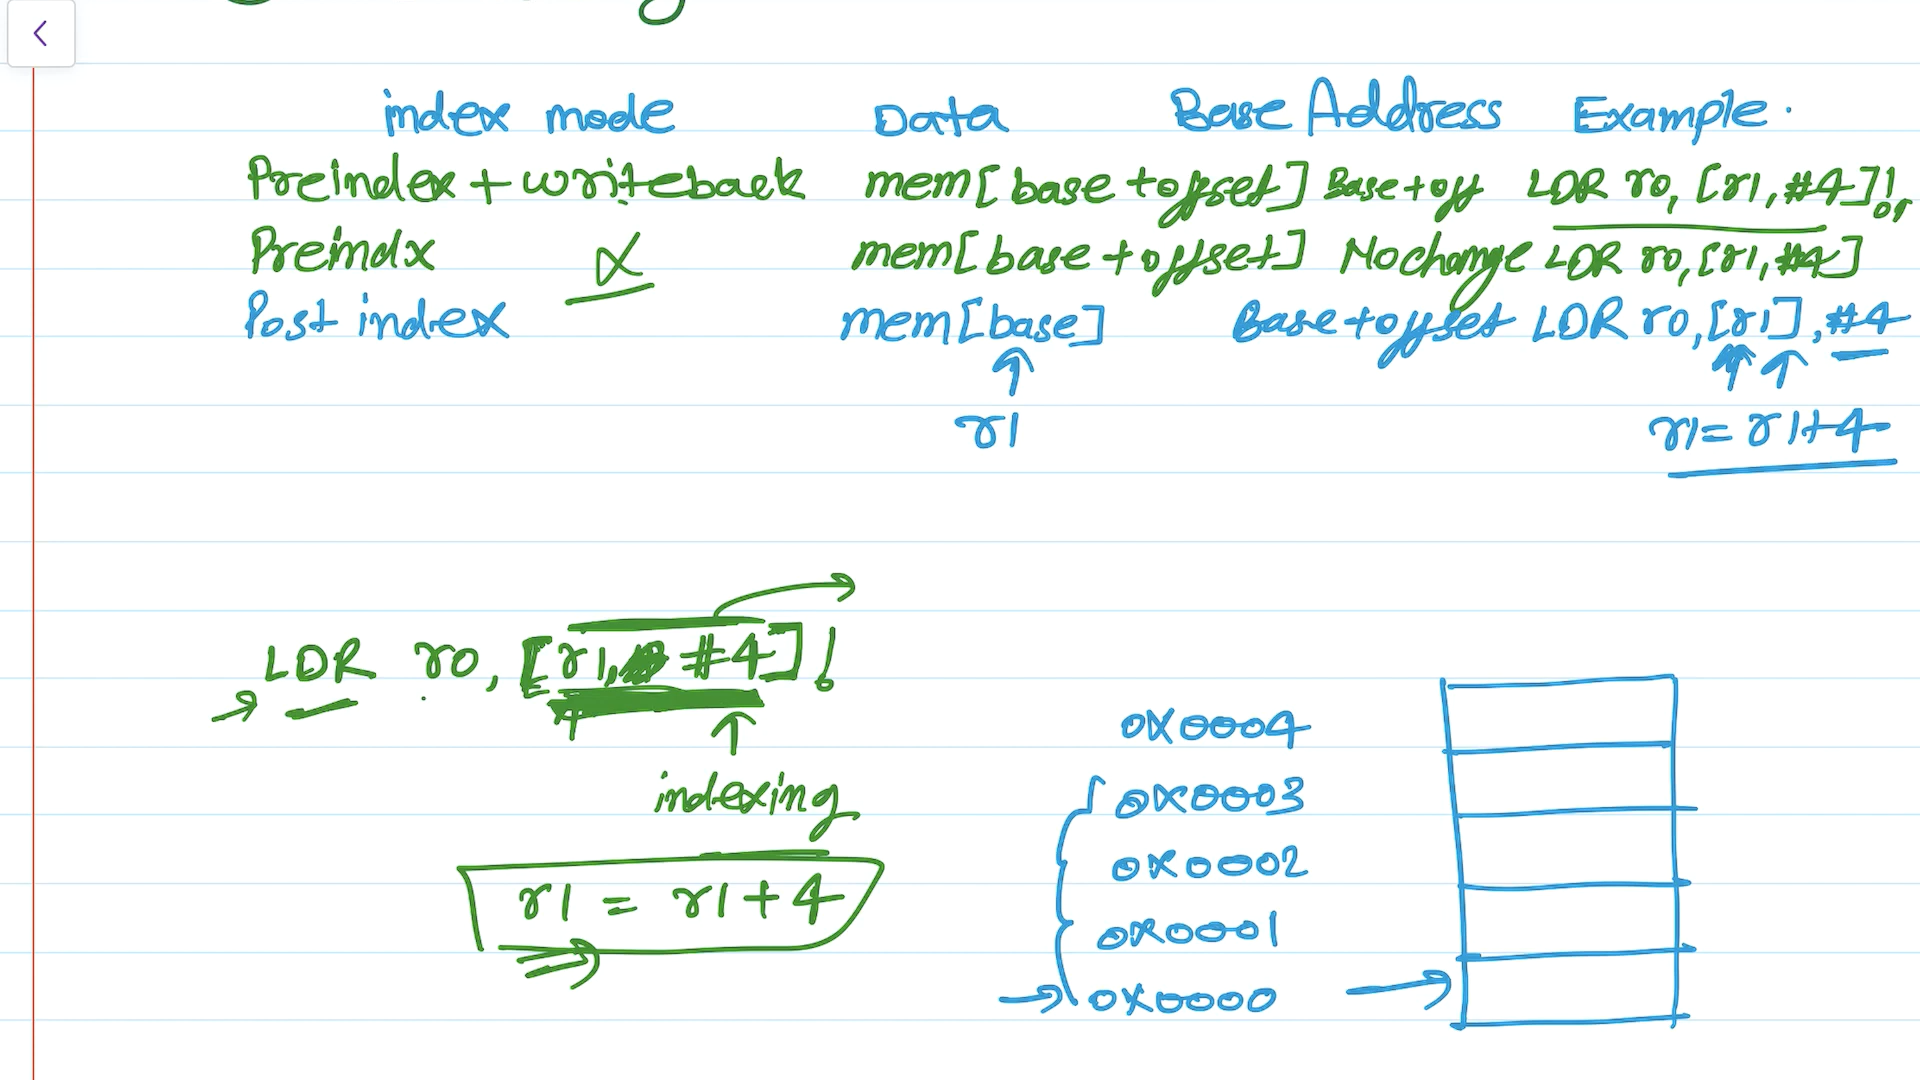 index mode Data Base Address Example.
Preindex + writeback mem[base + offset] Base + off LDR r0, [r1, #4]!
Preindx mem[base + offset] No change LDR r0, [r1, #4]
Post index mem[base] Base + offset LDR r0, [r1], #4
r1 r1 = r1+4
LDR r0, [r1, #4]!
indexing
r1 = r1+4
0x0004
0x0003
0x0002
0x0001
0x0000